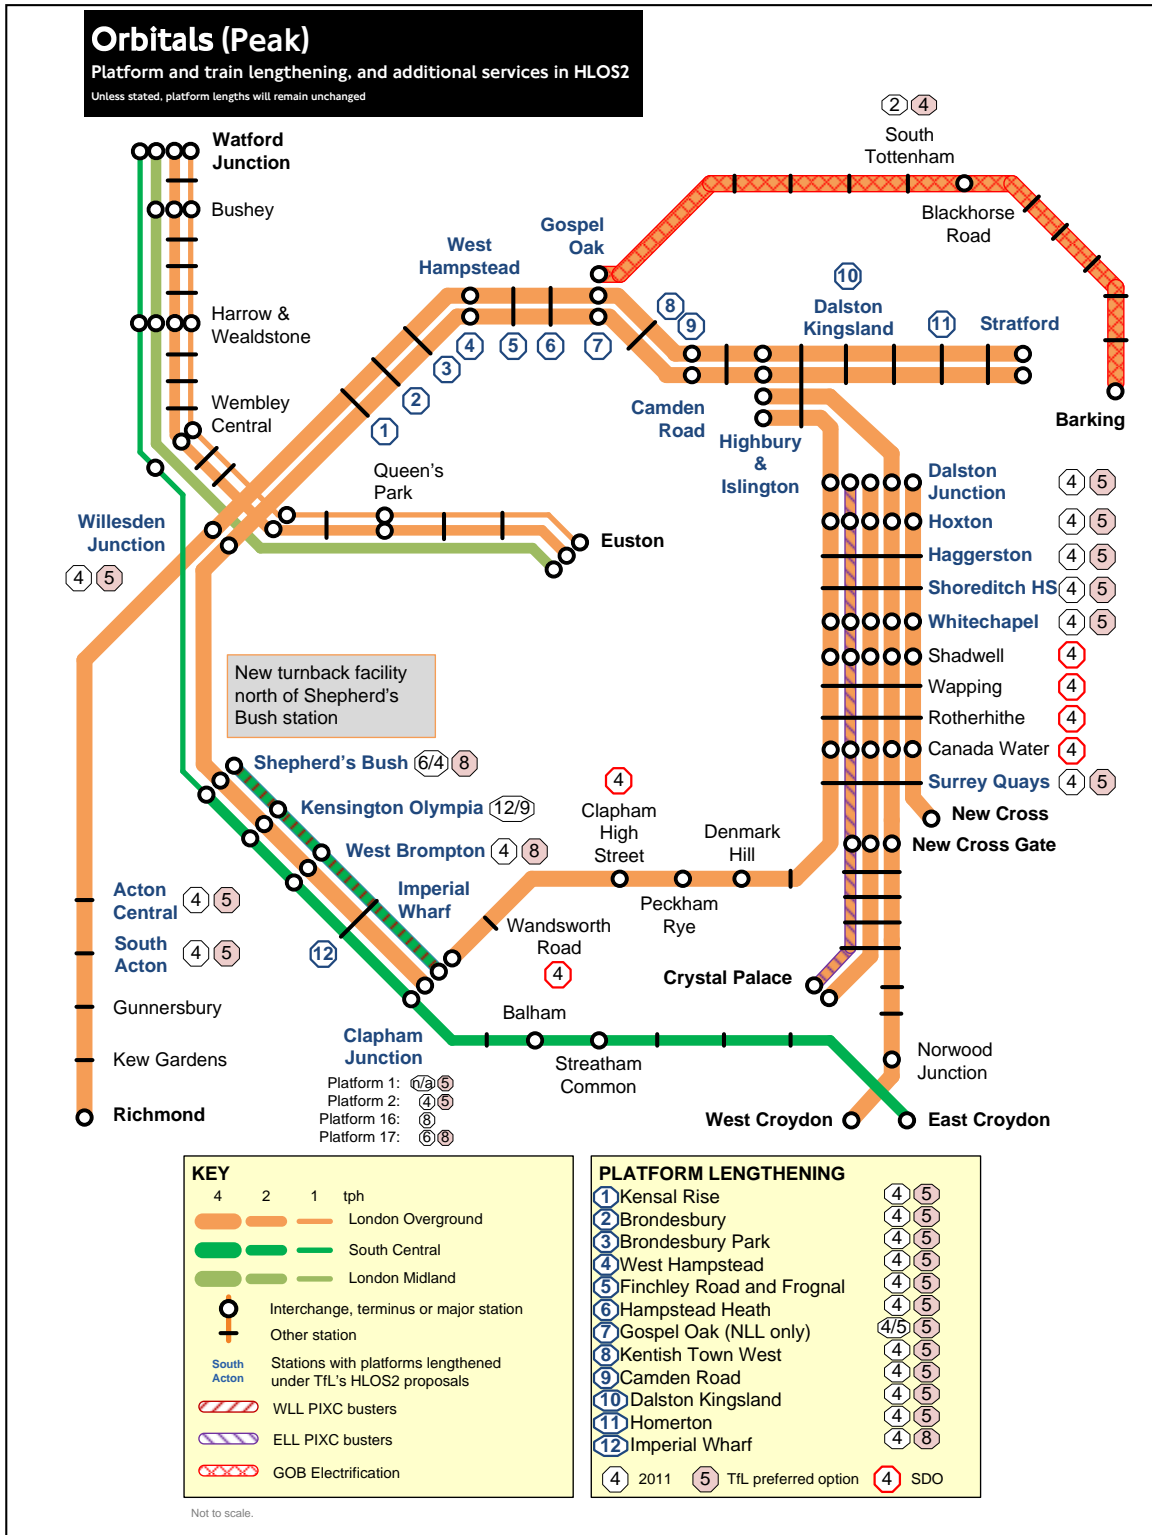 Orbitals (Peak)
Platform and train lengthening, and additional services in HLOS2
Unless stated, platform lengths will remain unchanged
2 4
South
Tottenham
Watford
Junction
Bushey
Blackhorse
Road
Gospel
Oak
West
Hampstead
10
Dalston
Kingsland
8
9
11
Stratford
Harrow &
Wealdstone
4
5
6
7
3
2
1
Wembley
Central
Camden
Road
Highbury
&
Islington
Barking
Queen's
Park
Euston
Willesden
Junction
4 5
Dalston
Junction
4 5
Hoxton
4 5
Haggerston
4 5
Shoreditch HS
4 5
Whitechapel
4 5
Shadwell
4
Wapping
4
Rotherhithe
4
Canada Water
4
Surrey Quays
4 5
New Cross
New Cross Gate
New turnback facility
north of Shepherd's
Bush station
Shepherd's Bush
6/4 8
Kensington Olympia
12/9
West Brompton
4 8
Imperial
Wharf
12
4
Clapham
High
Street
Denmark
Hill
Peckham
Rye
Wandsworth
Road
4
Crystal Palace
Acton
Central
4 5
South
Acton
4 5
Gunnersbury
Kew Gardens
Richmond
Balham
Streatham
Common
Norwood
Junction
West Croydon
East Croydon
Clapham
Junction
Platform 1: n/a 5
Platform 2: 4 5
Platform 16: 8
Platform 17: 6 8
KEY
4 2 1 tph
London Overground
South Central
London Midland
Interchange, terminus or major station
Other station
South
Acton
Stations with platforms lengthened
under TfL's HLOS2 proposals
WLL PIXC busters
ELL PIXC busters
GOB Electrification
PLATFORM LENGTHENING
1 Kensal Rise 4 5
2 Brondesbury 4 5
3 Brondesbury Park 4 5
4 West Hampstead 4 5
5 Finchley Road and Frognal 4 5
6 Hampstead Heath 4 5
7 Gospel Oak (NLL only) 4/5 5
8 Kentish Town West 4 5
9 Camden Road 4 5
10 Dalston Kingsland 4 5
11 Homerton 4 5
12 Imperial Wharf 4 8
4 2011 5 TfL preferred option 4 SDO
Not to scale.